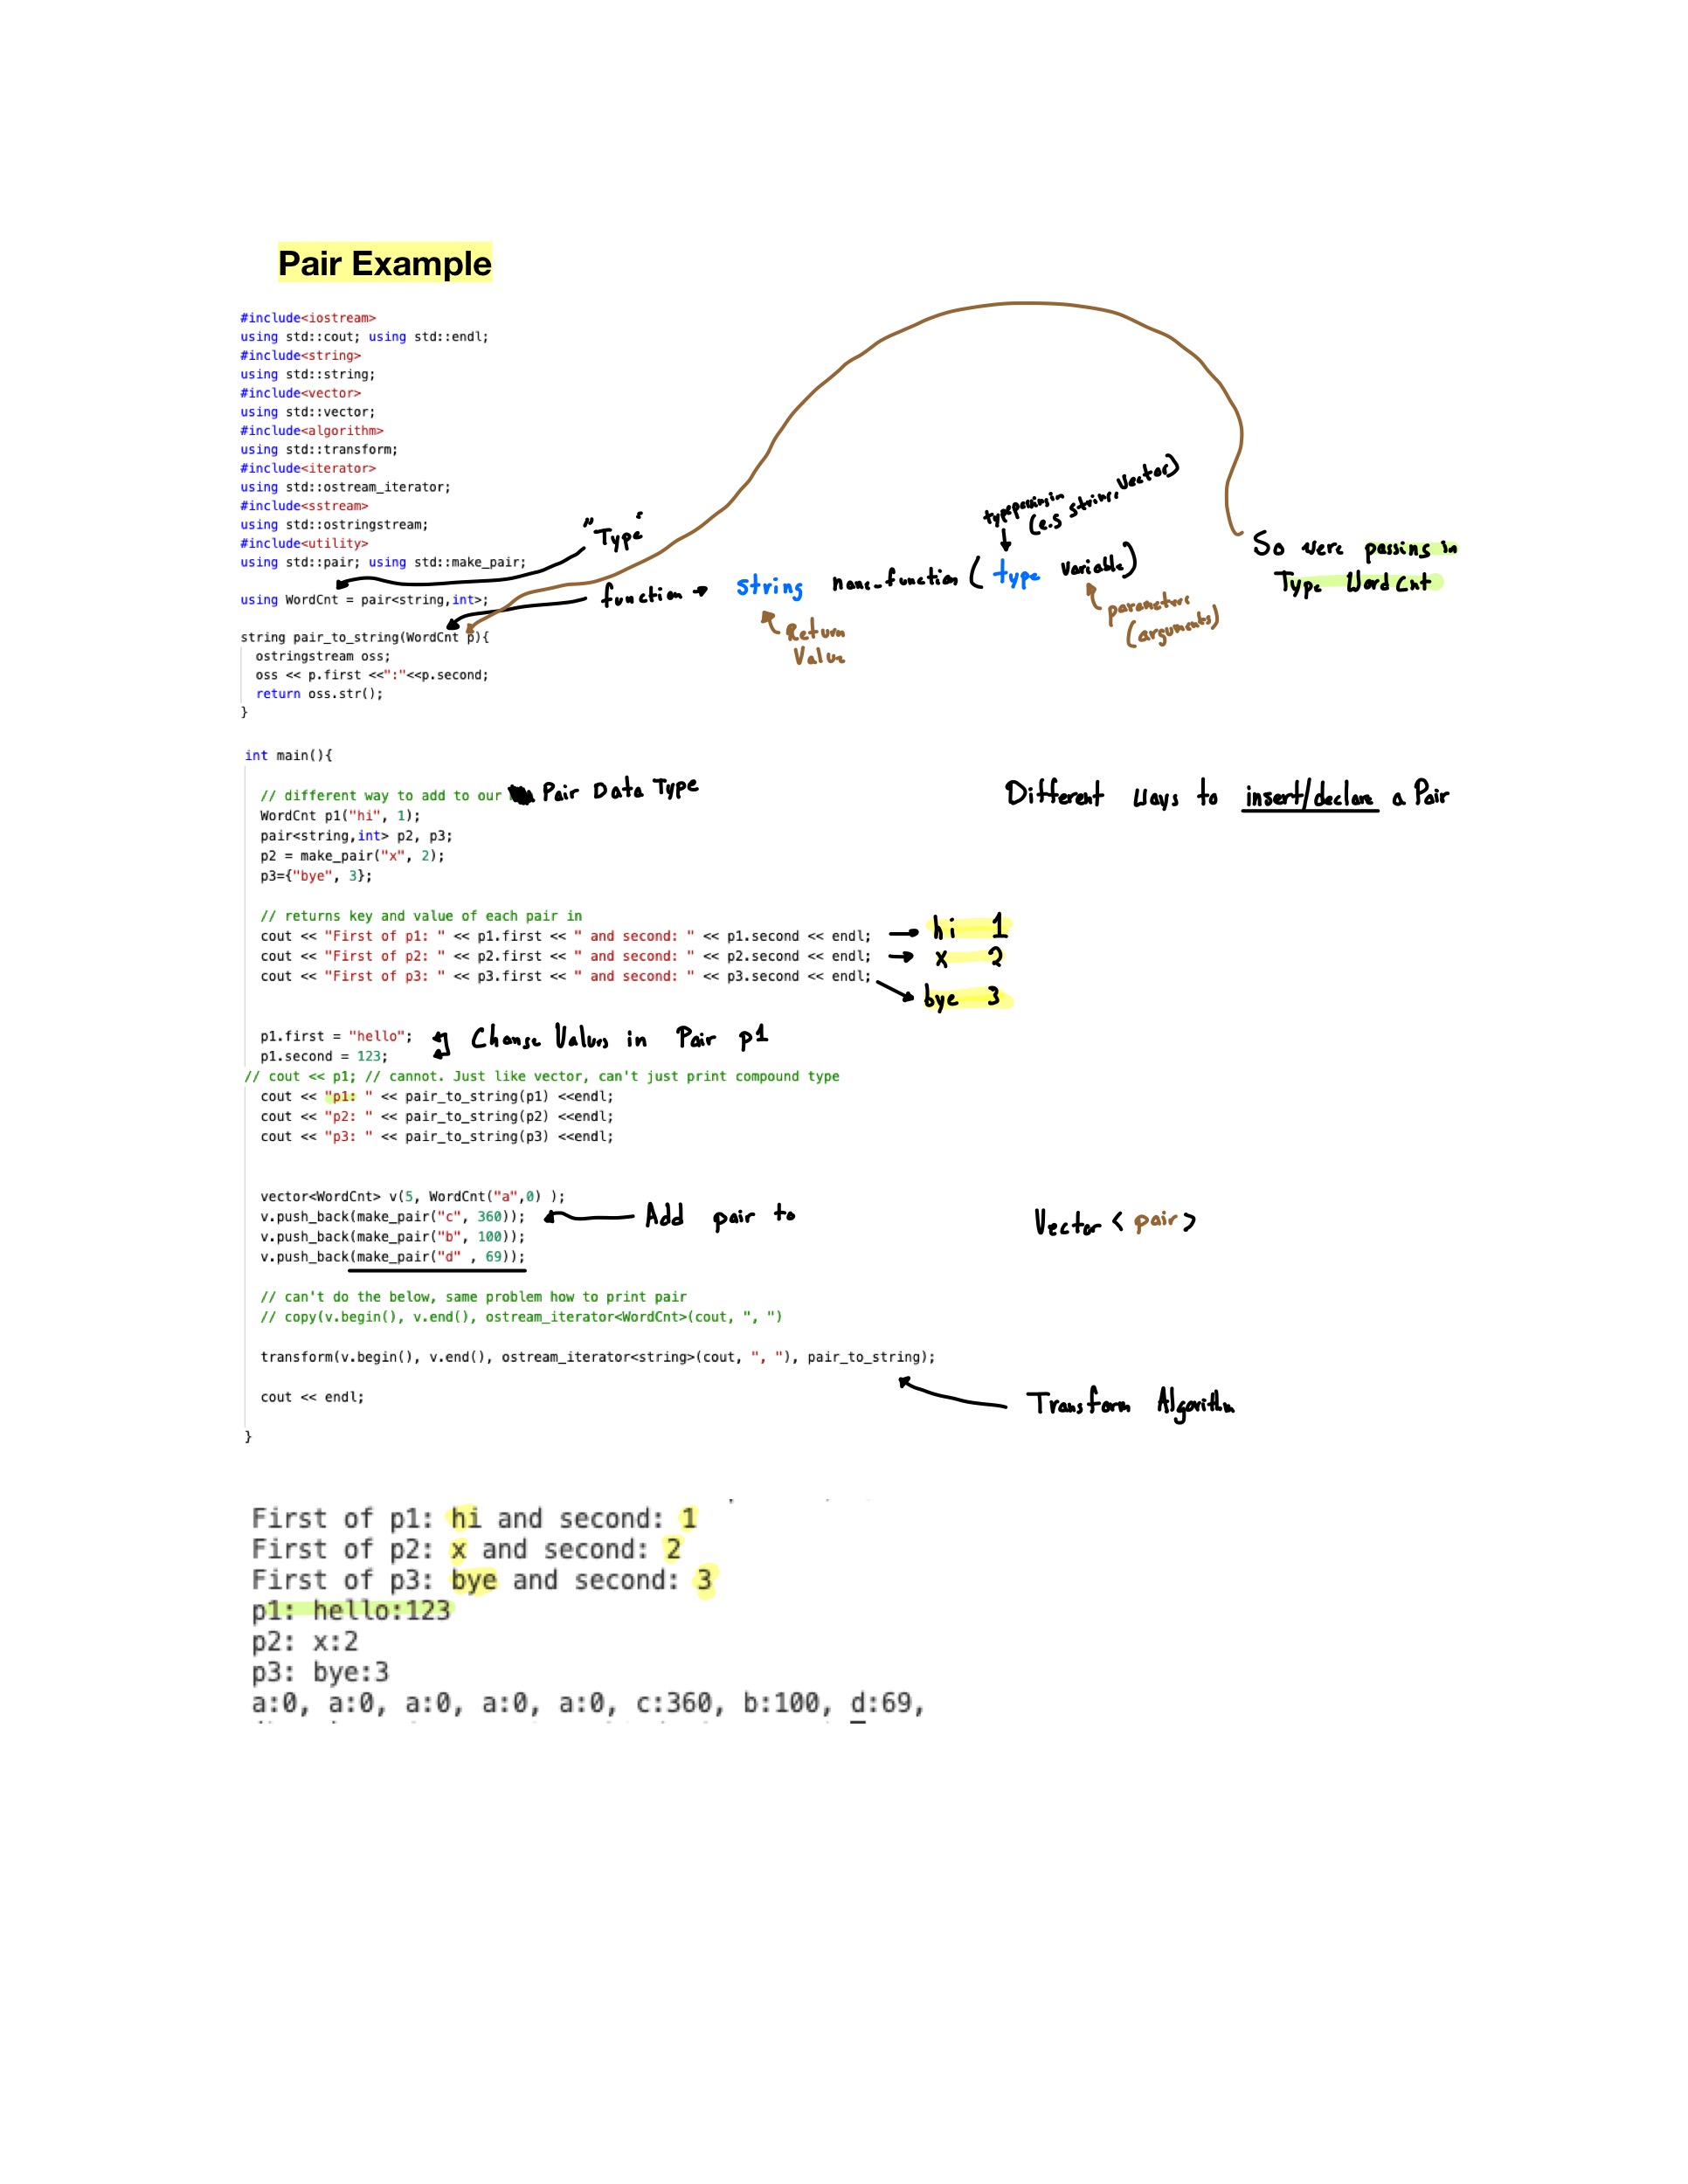 Pair Example
#include<iostream>
using std::cout; using std::endl;
#include<string>
using std::string;
#include<vector>
using std::vector;
#include<algorithm>
using std::transform;
#include<iterator>
using std::ostream_iterator;
#include<sstream>
using std::ostringstream;
#include<utility>
using std::pair; using std::make_pair;
"Type"
type passing in
(e.g string, vector)
So were passing in
Type WordCnt
using WordCnt = pair<string,int>;
function → string name-function (type variable)
Return
Value
parameters
(arguments)
string pair_to_string(WordCnt p){
ostringstream oss;
oss << p.first <<":"<<p.second;
return oss.str();
}
int main(){
// different way to add to our Pair Data Type
Different Ways to insert/declare a Pair
WordCnt p1("hi", 1);
pair<string,int> p2, p3;
p2 = make_pair("x", 2);
p3={"bye", 3};
// returns key and value of each pair in
cout << "First of p1: " << p1.first << " and second: " << p1.second << endl; → hi 1
cout << "First of p2: " << p2.first << " and second: " << p2.second << endl; → x 2
cout << "First of p3: " << p3.first << " and second: " << p3.second << endl; → bye 3
p1.first = "hello";
Change Values in Pair p1
p1.second = 123;
// cout << p1; // cannot. Just like vector, can't just print compound type
cout << "p1: " << pair_to_string(p1) <<endl;
cout << "p2: " << pair_to_string(p2) <<endl;
cout << "p3: " << pair_to_string(p3) <<endl;
vector<WordCnt> v(5, WordCnt("a",0) );
v.push_back(make_pair("c", 360)); ← Add pair to Vector <pair>
v.push_back(make_pair("b", 100));
v.push_back(make_pair("d" , 69));
// can't do the below, same problem how to print pair
// copy(v.begin(), v.end(), ostream_iterator<WordCnt>(cout, ", ")
transform(v.begin(), v.end(), ostream_iterator<string>(cout, ", "), pair_to_string);
cout << endl;
Transform Algorithm
}
First of p1: hi and second: 1
First of p2: x and second: 2
First of p3: bye and second: 3
p1: hello:123
p2: x:2
p3: bye:3
a:0, a:0, a:0, a:0, a:0, c:360, b:100, d:69,